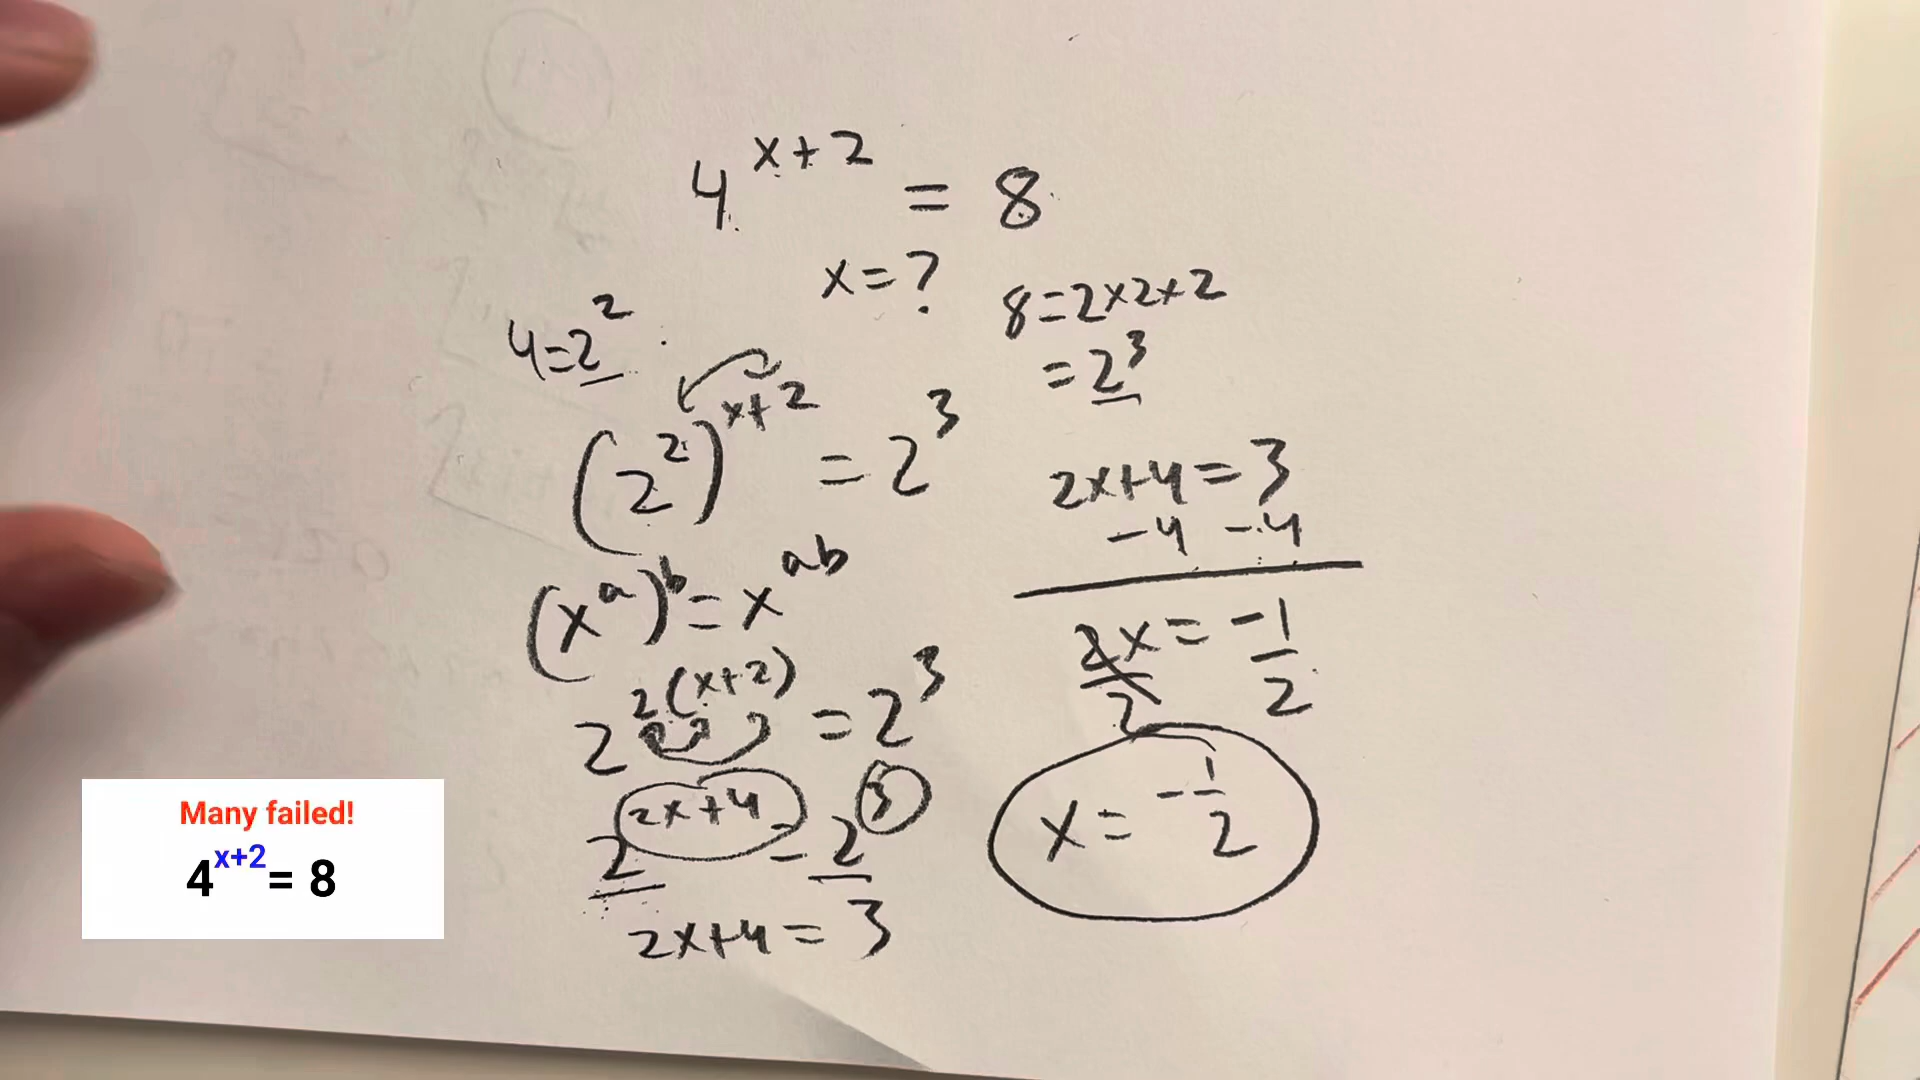 4^{x+2} = 8
x = ?
4 = 2^2
8 = 2×2×2
= 2^3
(2^2)^{x+2} = 2^3
(x^a)^b = x^{ab}
2^{2(x+2)} = 2^3
2^{2x+4} = 2^3
2x+4 = 3
2x+4 = 3
-4 -4
2x/2 = -1/2
x = -1/2
Many failed!
4^{x+2} = 8